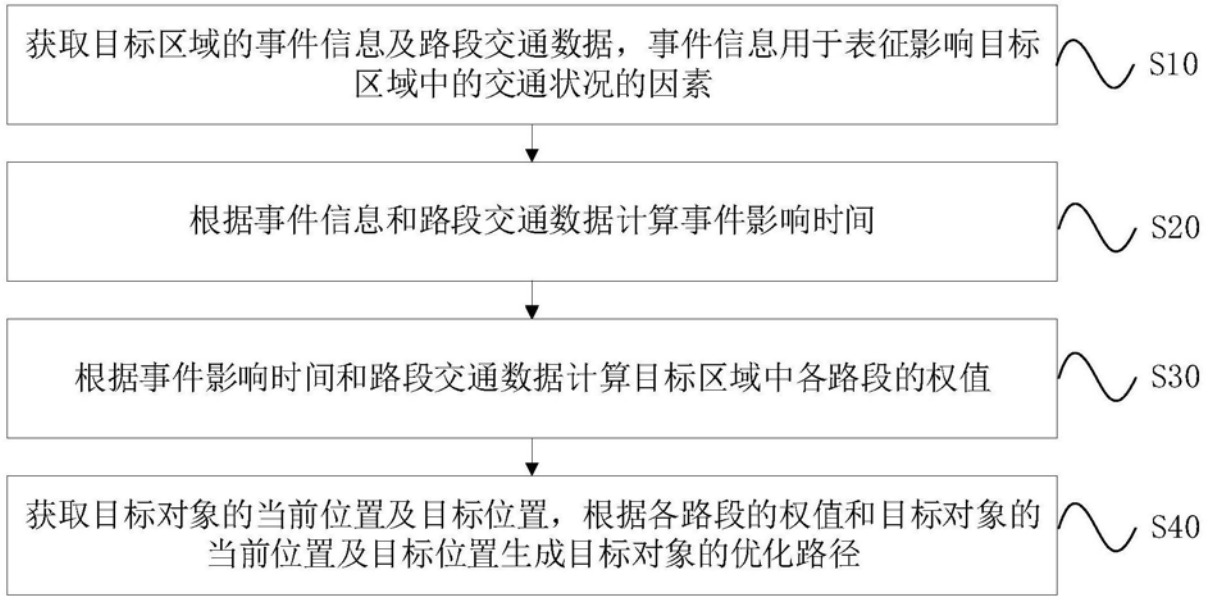 获取目标区域的事件信息及路段交通数据，事件信息用于表征影响目标
区域中的交通状况的因素
S10
根据事件信息和路段交通数据计算事件影响时间
S20
根据事件影响时间和路段交通数据计算目标区域中各路段的权值
S30
获取目标对象的当前位置及目标位置，根据各路段的权值和目标对象的
当前位置及目标位置生成目标对象的优化路径
S40